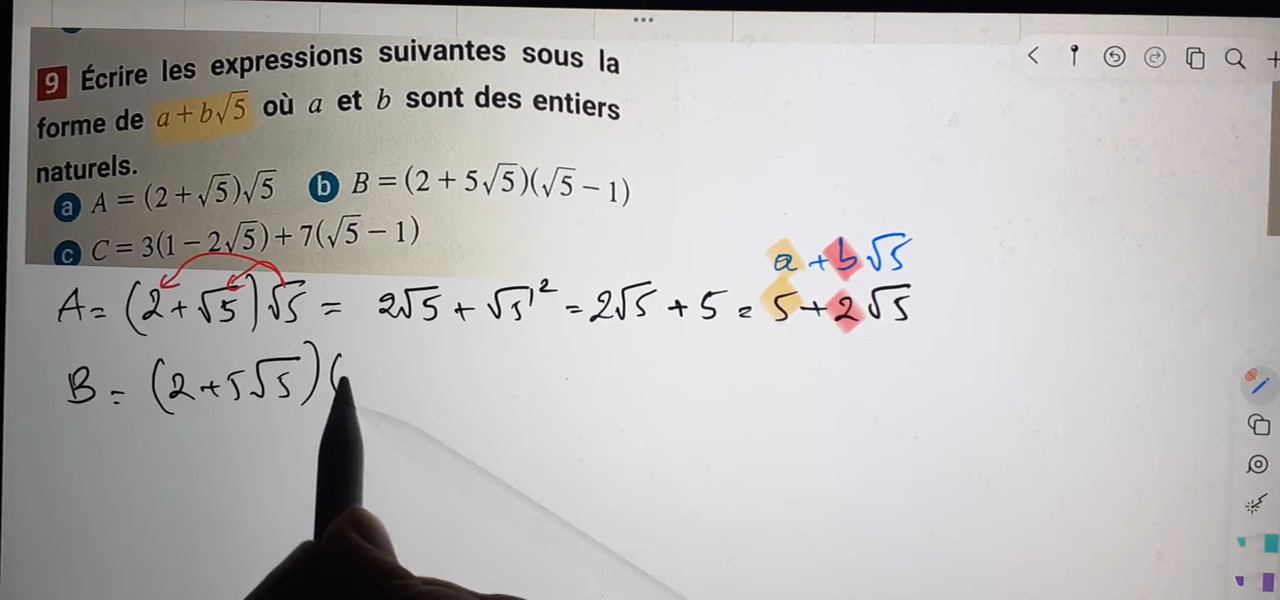 9 Écrire les expressions suivantes sous la
forme de a+b√5 où a et b sont des entiers
naturels.
a A = (2+√5)√5 b B = (2+5√5)(√5−1)
c C = 3(1−2√5)+7(√5−1)
a+b√5
A = (2+√5)√5 = 2√5 + √5² = 2√5 + 5 = 5+2√5
B = (2+5√5)(